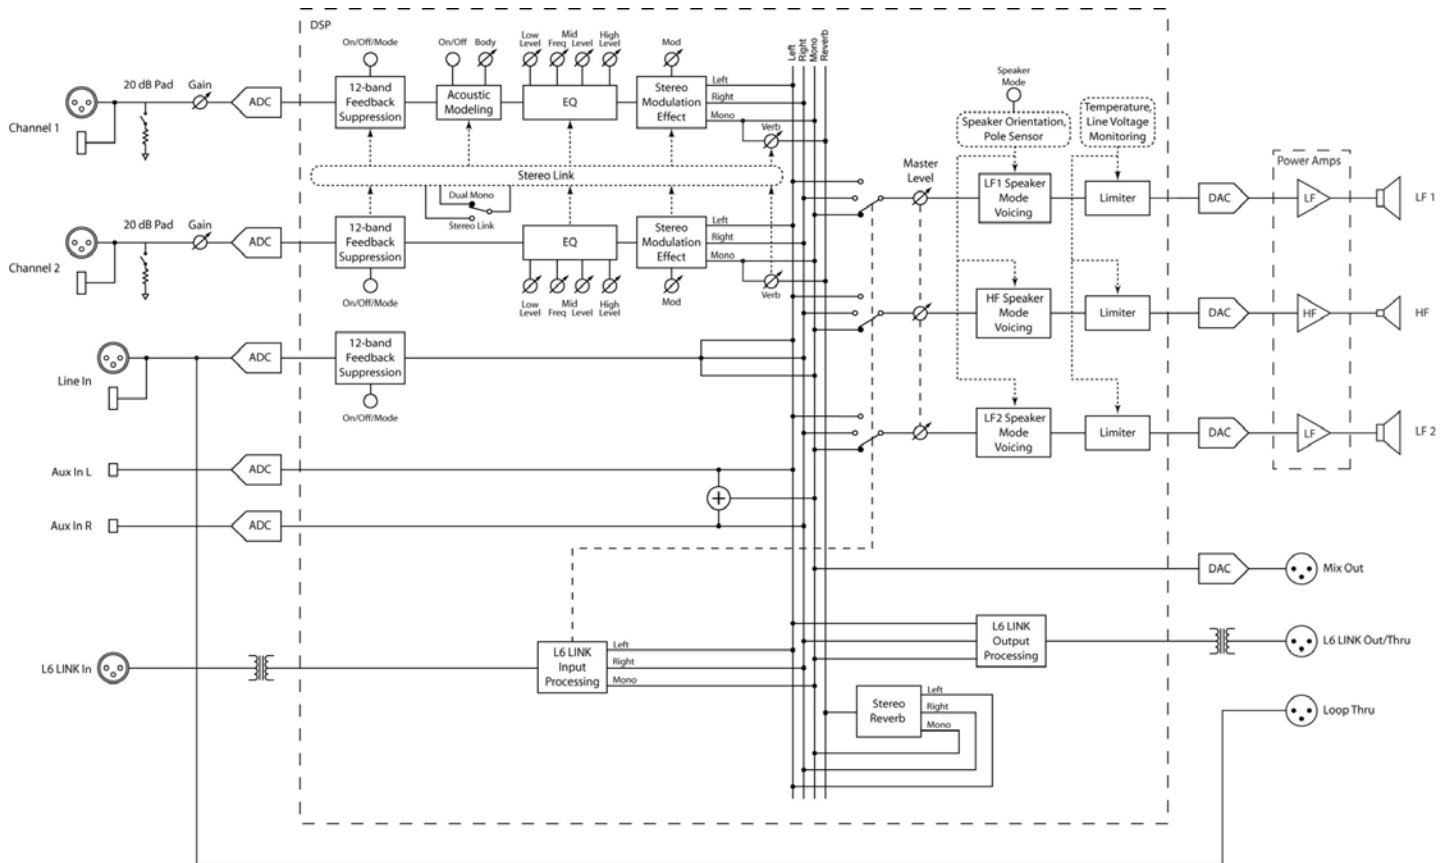 DSP
On/Off/Mode
On/Off
Body
Low
Level
Mid
Freq Level
High
Level
Mod
Left
Right
Mono
Reverb
20 dB Pad
Gain
ADC
12-band
Feedback
Suppression
Acoustic
Modeling
EQ
Stereo
Modulation
Effect
Left
Right
Mono
Verb
Channel 1
Speaker
Mode
Speaker Orientation,
Pole Sensor
Temperature,
Line Voltage
Monitoring
Stereo Link
Dual Mono
Stereo Link
Master
Level
LF1 Speaker
Mode
Voicing
Limiter
DAC
Power Amps
LF
LF 1
20 dB Pad
Gain
ADC
12-band
Feedback
Suppression
EQ
Stereo
Modulation
Effect
Left
Right
Mono
Verb
Channel 2
On/Off/Mode
Low
Level
Mid
Freq Level
High
Level
Mod
HF Speaker
Mode
Voicing
Limiter
DAC
HF
HF
Line In
ADC
12-band
Feedback
Suppression
On/Off/Mode
LF2 Speaker
Mode
Voicing
Limiter
DAC
LF
LF 2
Aux In L
ADC
Aux In R
ADC
DAC
Mix Out
L6 LINK In
L6 LINK
Input
Processing
Left
Right
Mono
L6 LINK
Output
Processing
L6 LINK Out/Thru
Stereo
Reverb
Left
Right
Mono
Loop Thru